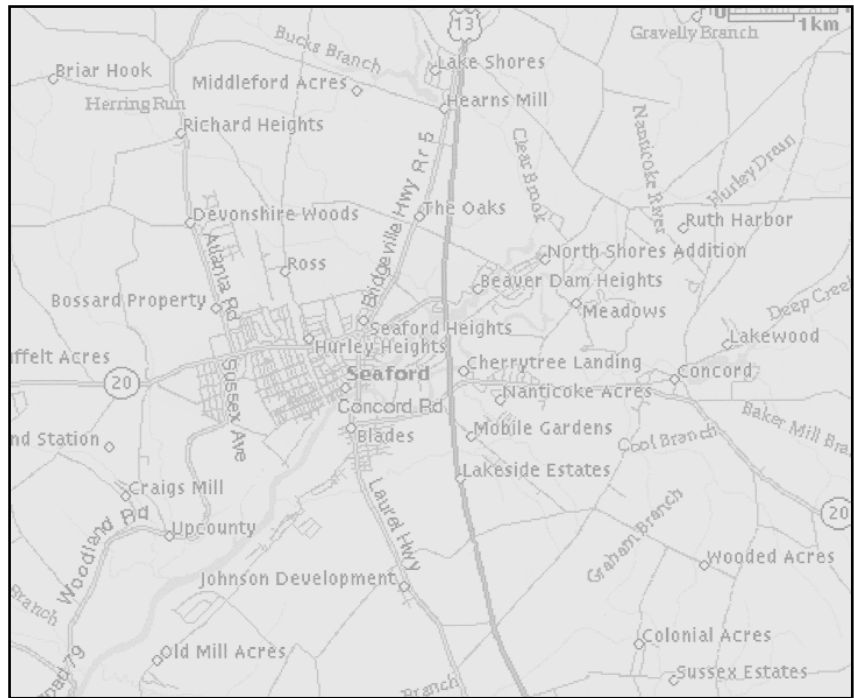 13
1km
Gravelly Branch
Bucks Branch
Lake Shores
Briar Hook
Middleford Acres
Hearns Mill
Herring Run
Richard Heights
Bridgeville Hwy Rr 5
Clear Brook
Nanticoke River
Hurley Drain
Devonshire Woods
The Oaks
Ruth Harbor
Atlanta Rd
North Shores Addition
Ross
Beaver Dam Heights
Bossard Property
Meadows
Deep Creek
Seaford Heights
Lakewood
Hurley Heights
uffelt Acres
Cherrytree Landing
Concord
20
Seaford
Sussex Ave
Nanticoke Acres
Concord Rd
Baker Mill Bra
nd Station
Blades
Mobile Gardens
Cool Branch
Lakeside Estates
Craigs Mill
Laurel Hwy
20
Woodland Rd
Upcounty
Graham Branch
Wooded Acres
Johnson Development
Branch
Colonial Acres
Old Mill Acres
Sussex Estates
oad 79
Branch